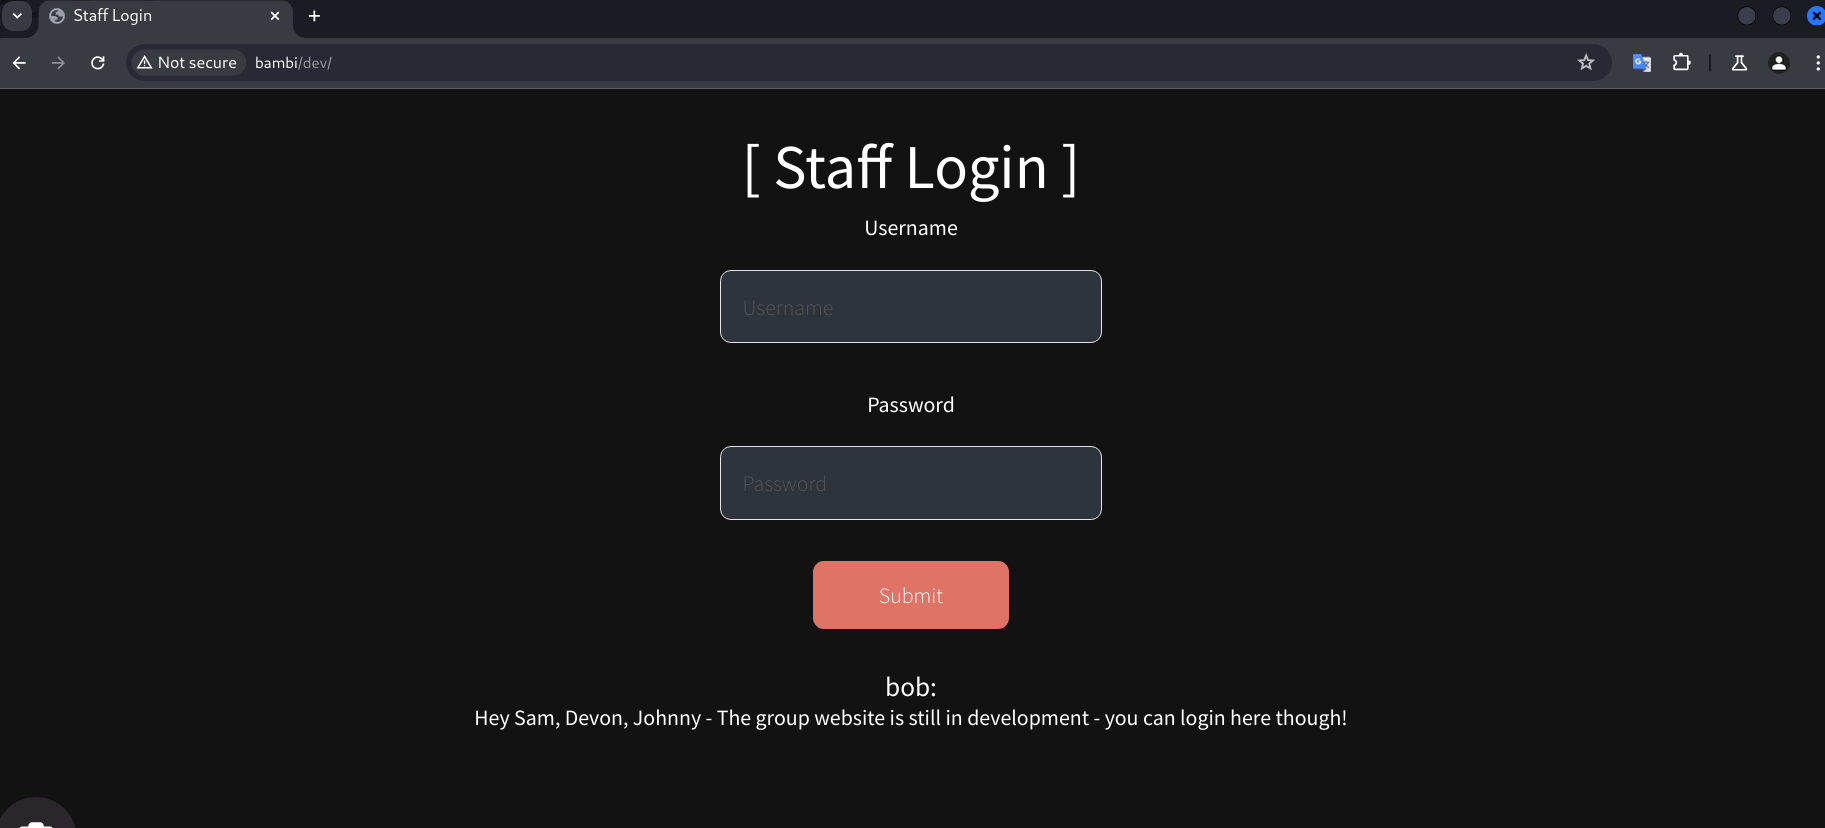 Staff Login
Not secure bambi/dev/
[ Staff Login ]
Username
Username
Password
Password
Submit
bob:
Hey Sam, Devon, Johnny - The group website is still in development - you can login here though!